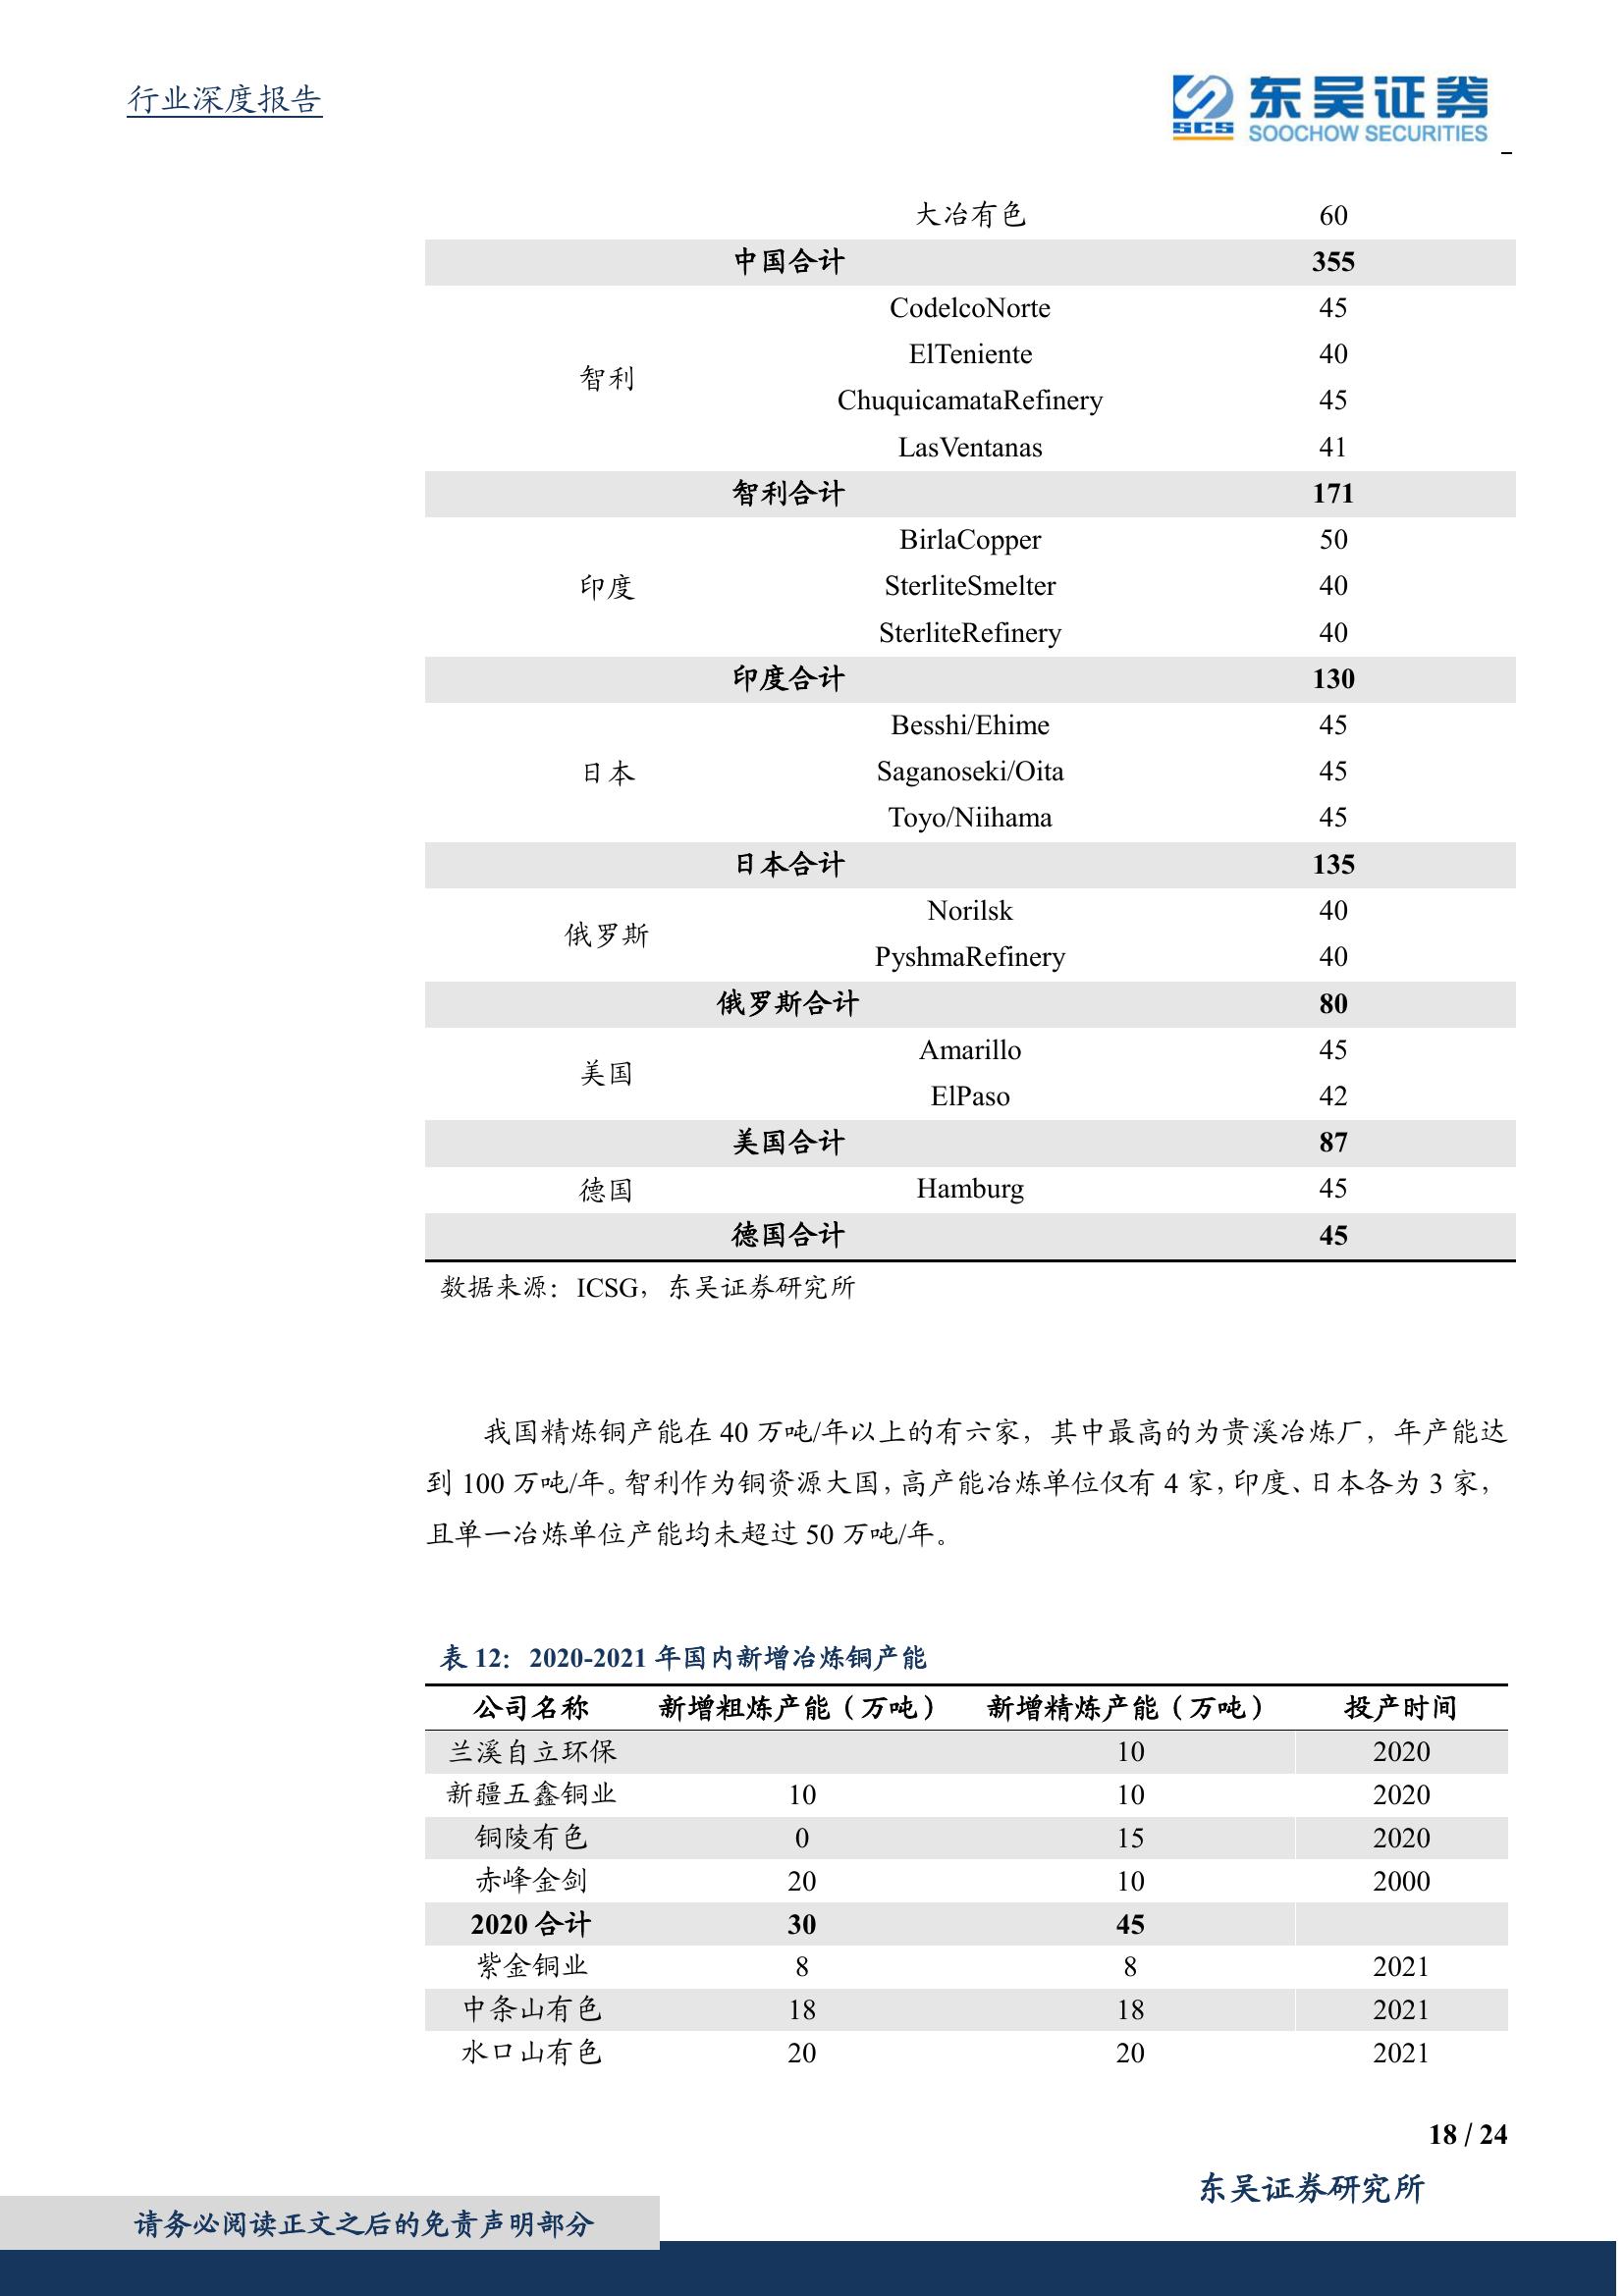 行业深度报告
SCS 东吴证券
SOOCHOW SECURITIES
大冶有色 60
中国合计 355
CodelcoNorte 45
ElTeniente 40
智利
ChuquicamataRefinery 45
LasVentanas 41
智利合计 171
BirlaCopper 50
印度 SterliteSmelter 40
SterliteRefinery 40
印度合计 130
Besshi/Ehime 45
日本 Saganoseki/Oita 45
Toyo/Niihama 45
日本合计 135
Norilsk 40
俄罗斯
PyshmaRefinery 40
俄罗斯合计 80
Amarillo 45
美国
ElPaso 42
美国合计 87
德国 Hamburg 45
德国合计 45
数据来源：ICSG，东吴证券研究所
我国精炼铜产能在 40 万吨/年以上的有六家，其中最高的为贵溪冶炼厂，年产能达
到 100 万吨/年。智利作为铜资源大国，高产能冶炼单位仅有 4 家，印度、日本各为 3 家，
且单一冶炼单位产能均未超过 50 万吨/年。
表 12：2020-2021 年国内新增冶炼铜产能
公司名称 新增粗炼产能（万吨） 新增精炼产能（万吨） 投产时间
兰溪自立环保 10 2020
新疆五鑫铜业 10 10 2020
铜陵有色 0 15 2020
赤峰金剑 20 10 2000
2020 合计 30 45
紫金铜业 8 8 2021
中条山有色 18 18 2021
水口山有色 20 20 2021
18 / 24
东吴证券研究所
请务必阅读正文之后的免责声明部分